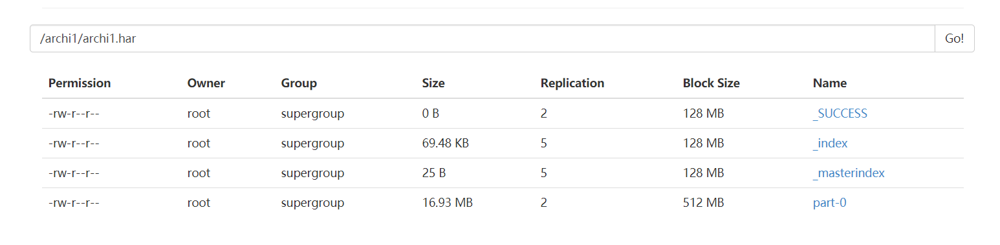 /archi1/archi1.har Go!
Permission Owner Group Size Replication Block Size Name
-rw-r--r-- root supergroup 0 B 2 128 MB _SUCCESS
-rw-r--r-- root supergroup 69.48 KB 5 128 MB _index
-rw-r--r-- root supergroup 25 B 5 128 MB _masterindex
-rw-r--r-- root supergroup 16.93 MB 2 512 MB part-0